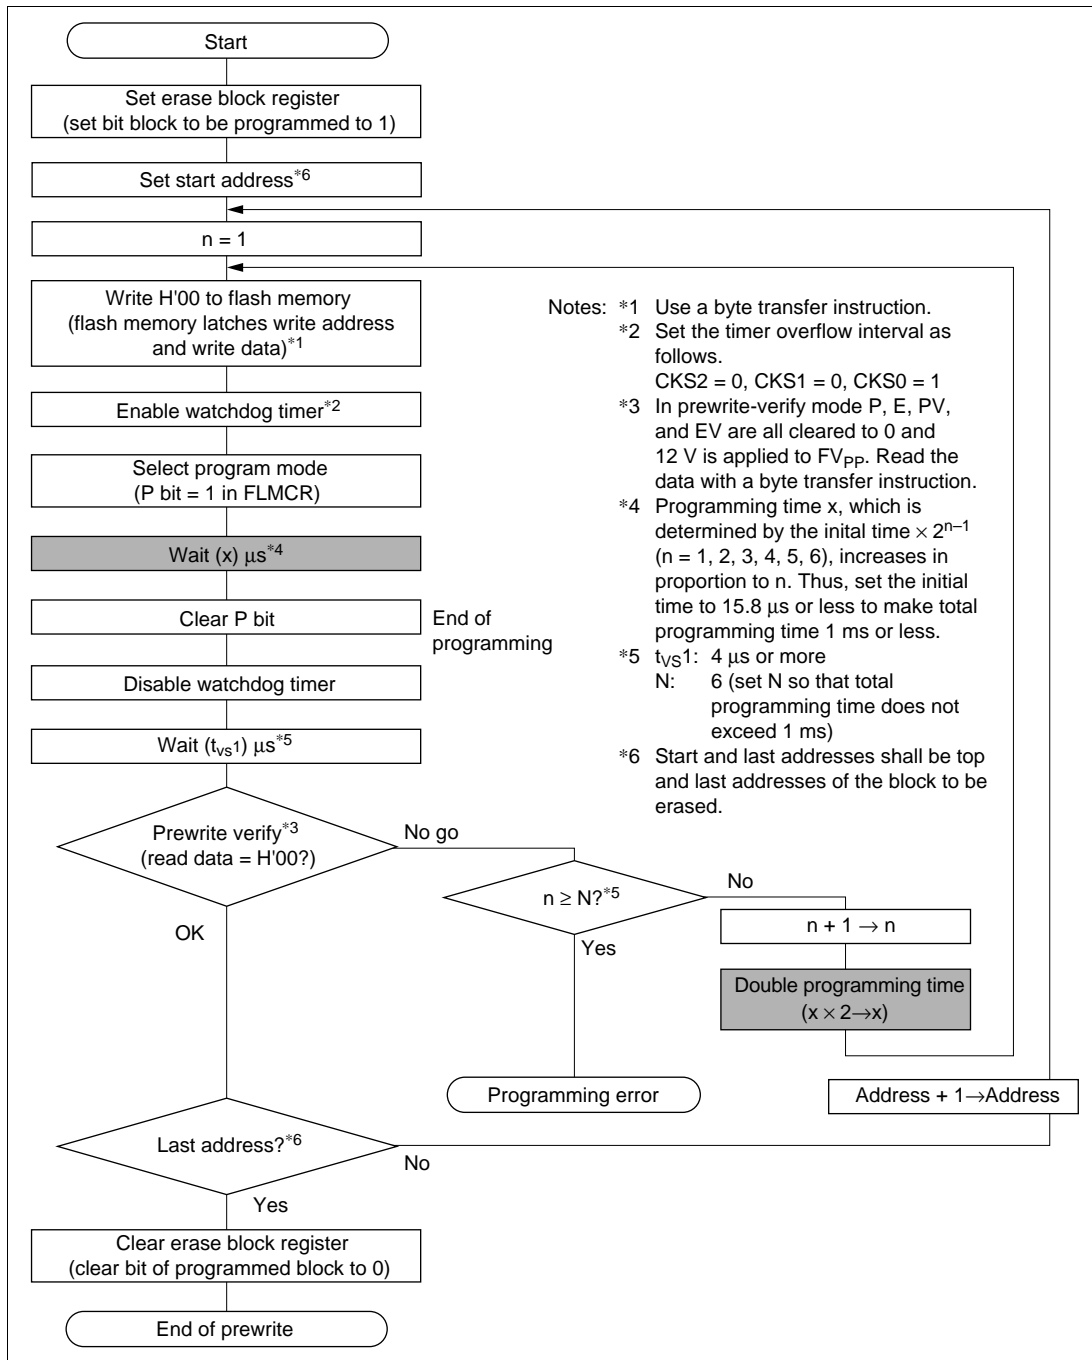 Start
Set erase block register
(set bit block to be programmed to 1)
Set start address*6
n = 1
Write H'00 to flash memory
(flash memory latches write address
and write data)*1
Enable watchdog timer*2
Select program mode
(P bit = 1 in FLMCR)
Wait (x) μs*4
Clear P bit
End of
programming
Disable watchdog timer
Wait (tvs1) μs*5
Notes: *1 Use a byte transfer instruction.
*2 Set the timer overflow interval as
follows.
CKS2 = 0, CKS1 = 0, CKS0 = 1
*3 In prewrite-verify mode P, E, PV,
and EV are all cleared to 0 and
12 V is applied to FVPP. Read the
data with a byte transfer instruction.
*4 Programming time x, which is
determined by the inital time × 2n–1
(n = 1, 2, 3, 4, 5, 6), increases in
proportion to n. Thus, set the initial
time to 15.8 μs or less to make total
programming time 1 ms or less.
*5 tVS1: 4 μs or more
N: 6 (set N so that total
programming time does not
exceed 1 ms)
*6 Start and last addresses shall be top
and last addresses of the block to be
erased.
Prewrite verify*3
(read data = H'00?)
No go
OK
n ≥ N?*5
No
Yes
n + 1 → n
Double programming time
(x × 2→x)
Programming error
Address + 1→Address
Last address?*6
No
Yes
Clear erase block register
(clear bit of programmed block to 0)
End of prewrite